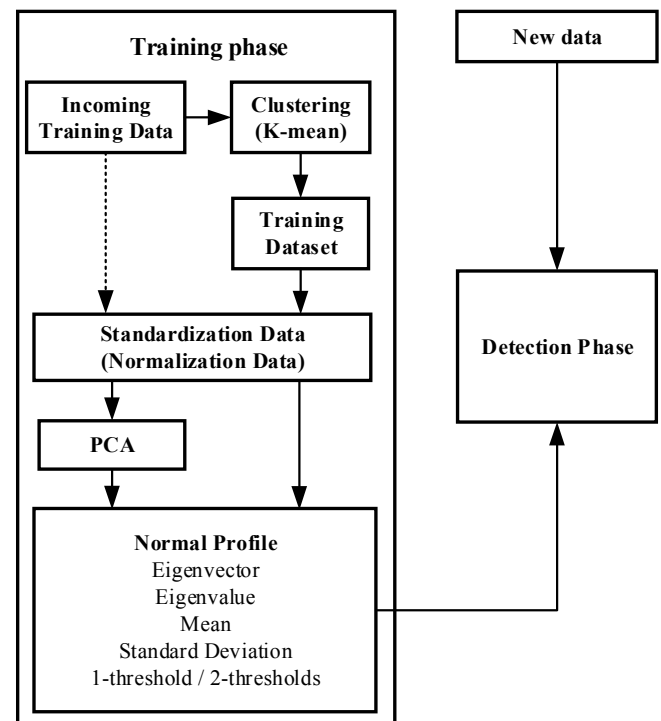 Training phase
New data
Incoming
Training Data
Clustering
(K-mean)
Training
Dataset
Standardization Data
(Normalization Data)
Detection Phase
PCA
Normal Profile
Eigenvector
Eigenvalue
Mean
Standard Deviation
1-threshold / 2-thresholds